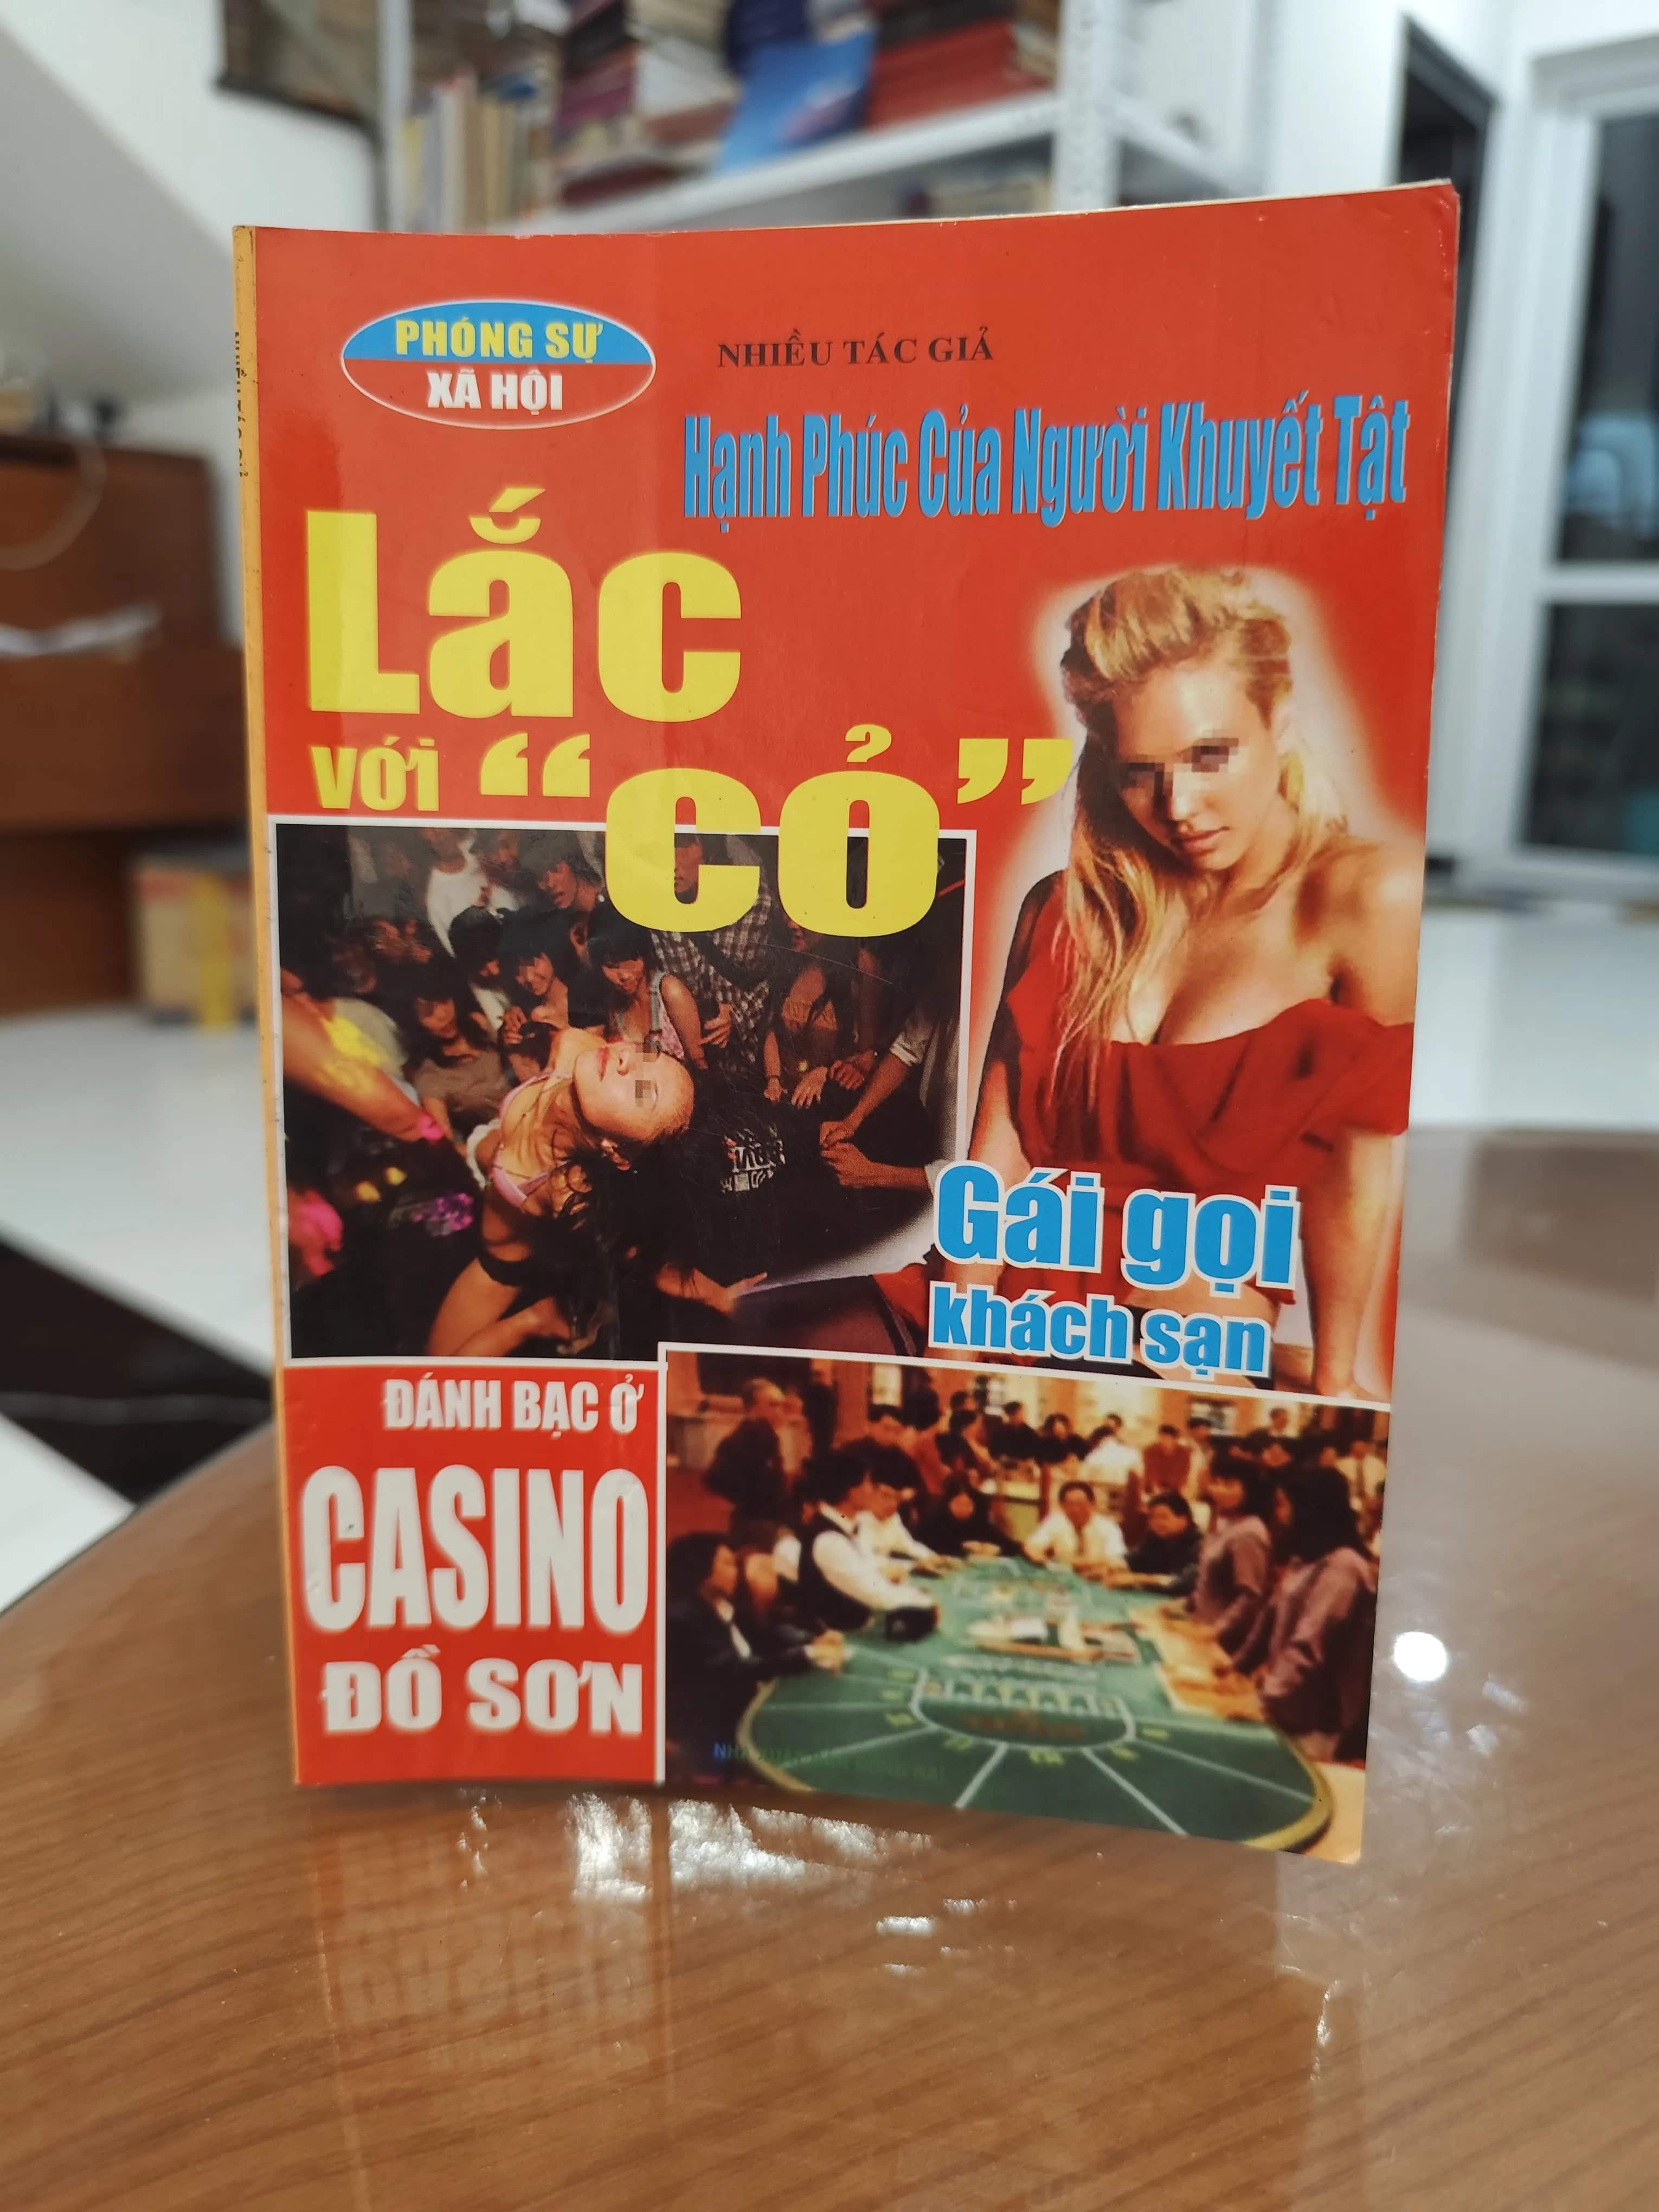 PHÓNG SỰ
XÃ HỘI
NHIỀU TÁC GIẢ
Hạnh Phúc Của Người Khuyết Tật
Lắc
với “cỏ”
Gái gọi
khách sạn
ĐÁNH BẠC Ở
CASINO
ĐỒ SƠN